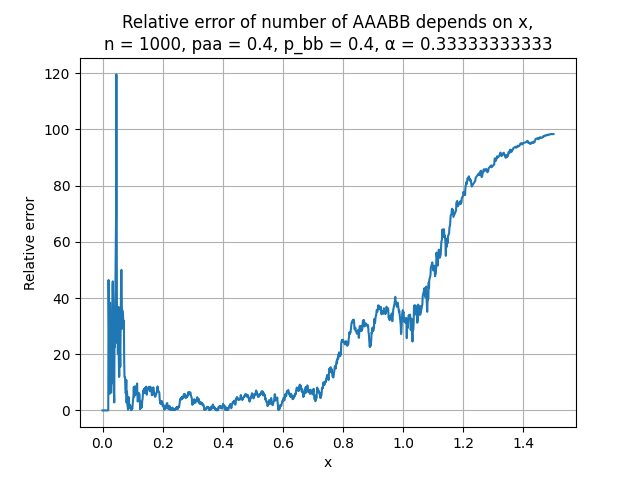 Relative error of number of AAABB depends on x,
n = 1000, paa = 0.4, p_bb = 0.4, α = 0.33333333333
Relative error
120
100
80
60
40
20
0
0.0 0.2 0.4 0.6 0.8 1.0 1.2 1.4
x